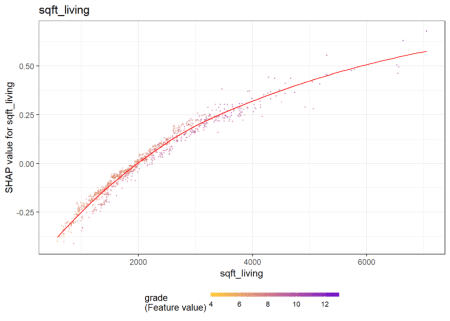 sqft_living
SHAP value for sqft_living
0.50
0.25
0.00
-0.25
2000 4000 6000
sqft_living
grade
(Feature value)
4 6 8 10 12